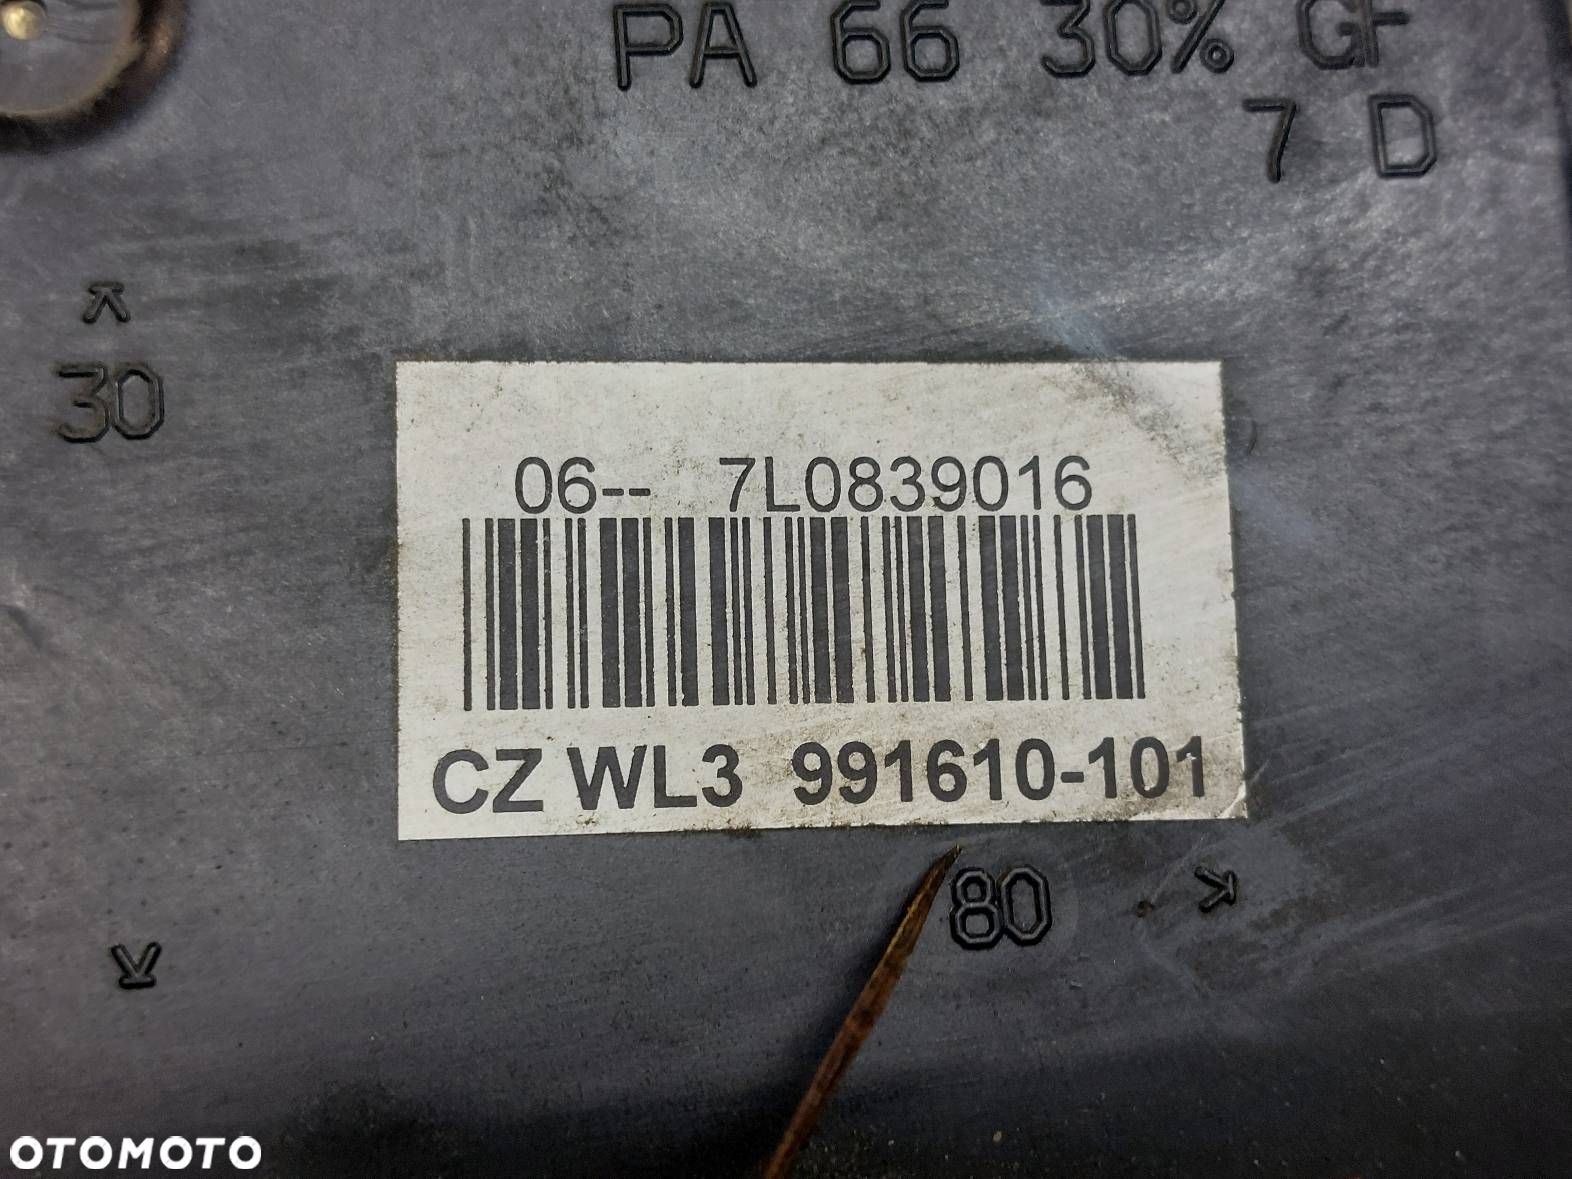 PA 66 30% GF
7 D
30
06-- 7L0839016
CZ WL3 991610-101
80
OTOMOTO